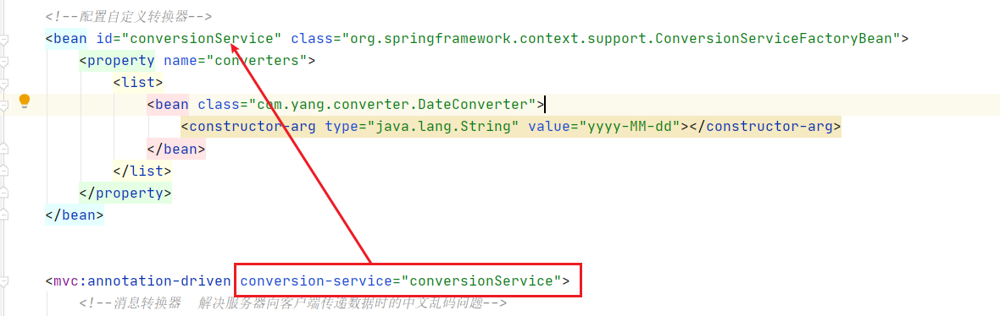 <!--配置自定义转换器-->
<bean id="conversionService" class="org.springframework.context.support.ConversionServiceFactoryBean">
<property name="converters">
<list>
<bean class="com.yang.converter.DateConverter">
<constructor-arg type="java.lang.String" value="yyyy-MM-dd"></constructor-arg>
</bean>
</list>
</property>
</bean>
<mvc:annotation-driven conversion-service="conversionService">
<!--消息转换器  解决服务器向客户端传递数据时的中文乱码问题-->